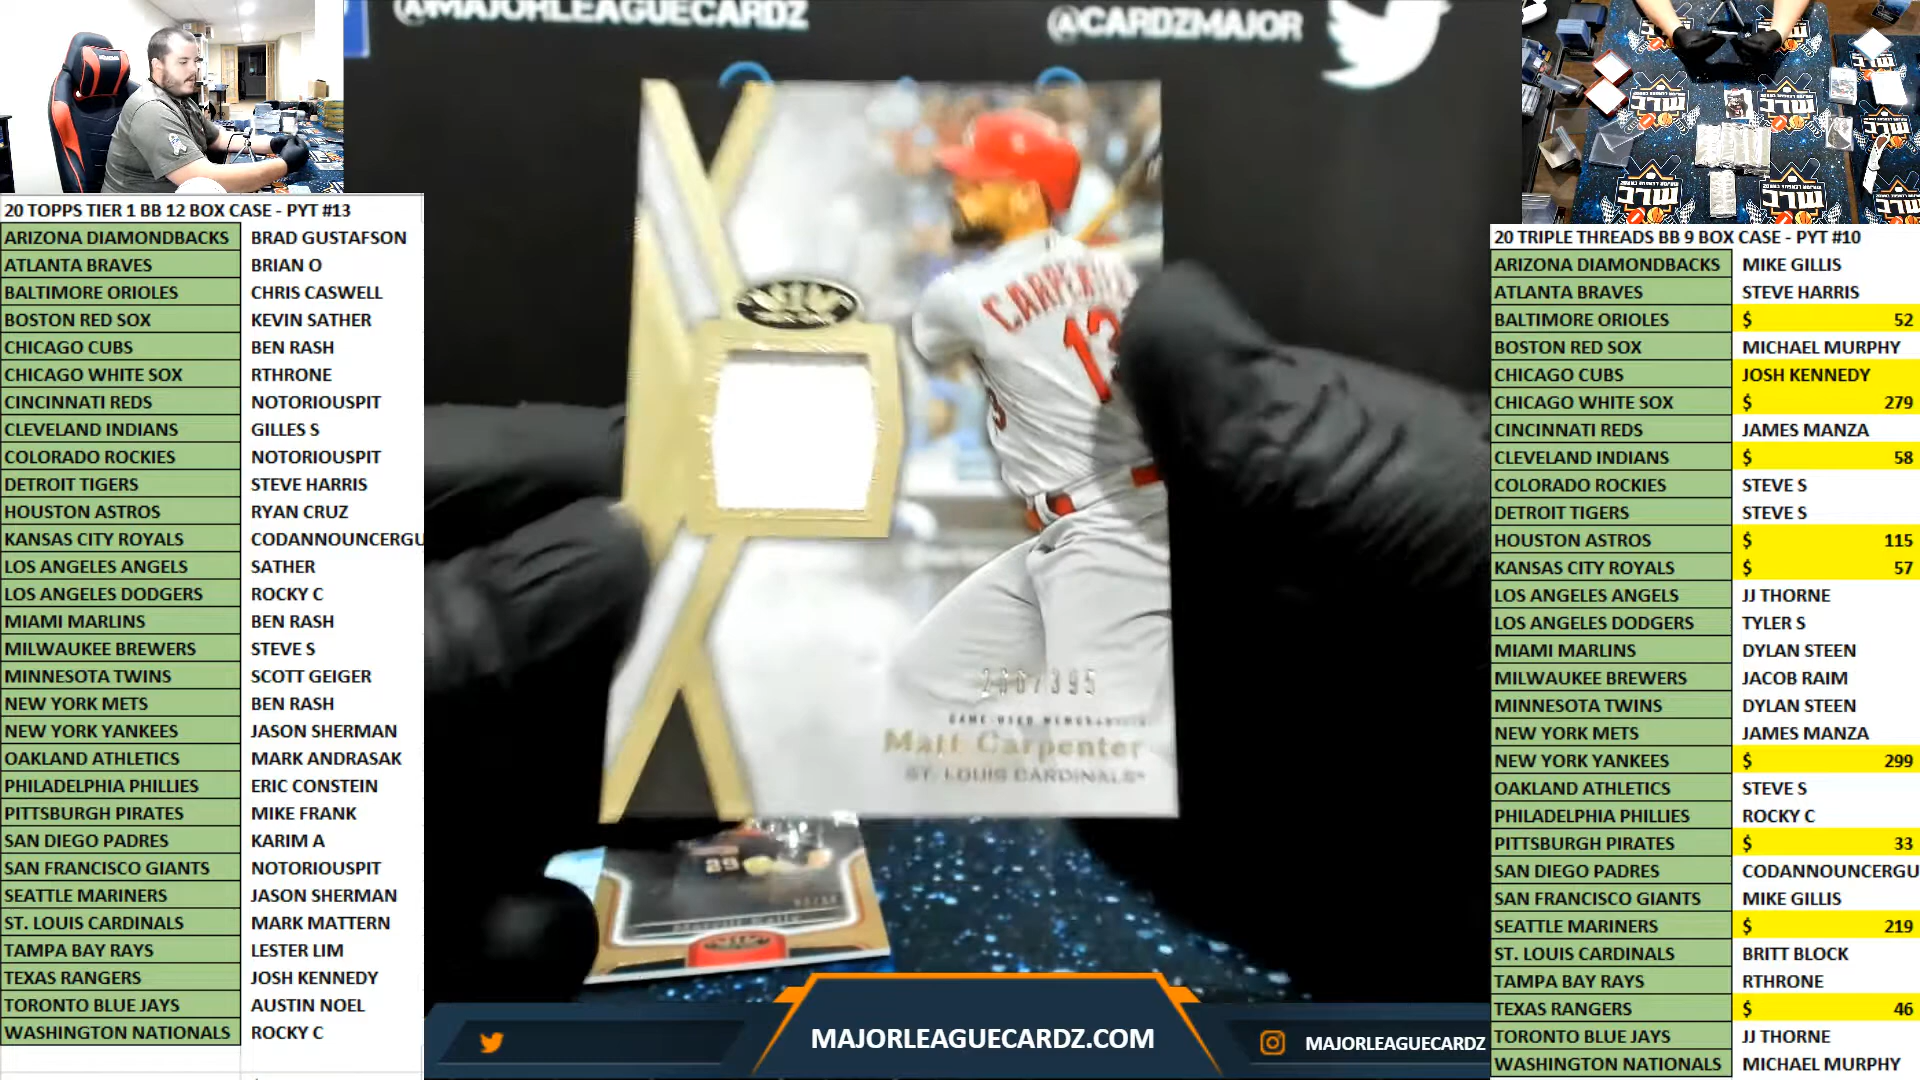 @MAJORLEAGUECARDZ
@CARDZMAJOR
20 TOPPS TIER 1 BB 12 BOX CASE - PYT #13
ARIZONA DIAMONDBACKS BRAD GUSTAFSON
ATLANTA BRAVES BRIAN O
BALTIMORE ORIOLES CHRIS CASWELL
BOSTON RED SOX KEVIN SATHER
CHICAGO CUBS BEN RASH
CHICAGO WHITE SOX RTHRONE
CINCINNATI REDS NOTORIOUSPIT
CLEVELAND INDIANS GILLES S
COLORADO ROCKIES NOTORIOUSPIT
DETROIT TIGERS STEVE HARRIS
HOUSTON ASTROS RYAN CRUZ
KANSAS CITY ROYALS CODANNOUNCERGU
LOS ANGELES ANGELS SATHER
LOS ANGELES DODGERS ROCKY C
MIAMI MARLINS BEN RASH
MILWAUKEE BREWERS STEVE S
MINNESOTA TWINS SCOTT GEIGER
NEW YORK METS BEN RASH
NEW YORK YANKEES JASON SHERMAN
OAKLAND ATHLETICS MARK ANDRASAK
PHILADELPHIA PHILLIES ERIC CONSTEIN
PITTSBURGH PIRATES MIKE FRANK
SAN DIEGO PADRES KARIM A
SAN FRANCISCO GIANTS NOTORIOUSPIT
SEATTLE MARINERS JASON SHERMAN
ST. LOUIS CARDINALS MARK MATTERN
TAMPA BAY RAYS LESTER LIM
TEXAS RANGERS JOSH KENNEDY
TORONTO BLUE JAYS AUSTIN NOEL
WASHINGTON NATIONALS ROCKY C
CARPENTER
13
GAME-USED MEMORABILIA
Matt Carpenter
ST. LOUIS CARDINALS
MAJORLEAGUECARDZ.COM
MAJORLEAGUECARDZ
20 TRIPLE THREADS BB 9 BOX CASE - PYT #10
ARIZONA DIAMONDBACKS MIKE GILLIS
ATLANTA BRAVES STEVE HARRIS
BALTIMORE ORIOLES $ 52
BOSTON RED SOX MICHAEL MURPHY
CHICAGO CUBS JOSH KENNEDY
CHICAGO WHITE SOX $ 279
CINCINNATI REDS JAMES MANZA
CLEVELAND INDIANS $ 58
COLORADO ROCKIES STEVE S
DETROIT TIGERS STEVE S
HOUSTON ASTROS $ 115
KANSAS CITY ROYALS $ 57
LOS ANGELES ANGELS JJ THORNE
LOS ANGELES DODGERS TYLER S
MIAMI MARLINS DYLAN STEEN
MILWAUKEE BREWERS JACOB RAIM
MINNESOTA TWINS DYLAN STEEN
NEW YORK METS JAMES MANZA
NEW YORK YANKEES $ 299
OAKLAND ATHLETICS STEVE S
PHILADELPHIA PHILLIES ROCKY C
PITTSBURGH PIRATES $ 33
SAN DIEGO PADRES CODANNOUNCERGU
SAN FRANCISCO GIANTS MIKE GILLIS
SEATTLE MARINERS $ 219
ST. LOUIS CARDINALS BRITT BLOCK
TAMPA BAY RAYS RTHRONE
TEXAS RANGERS $ 46
TORONTO BLUE JAYS JJ THORNE
WASHINGTON NATIONALS MICHAEL MURPHY